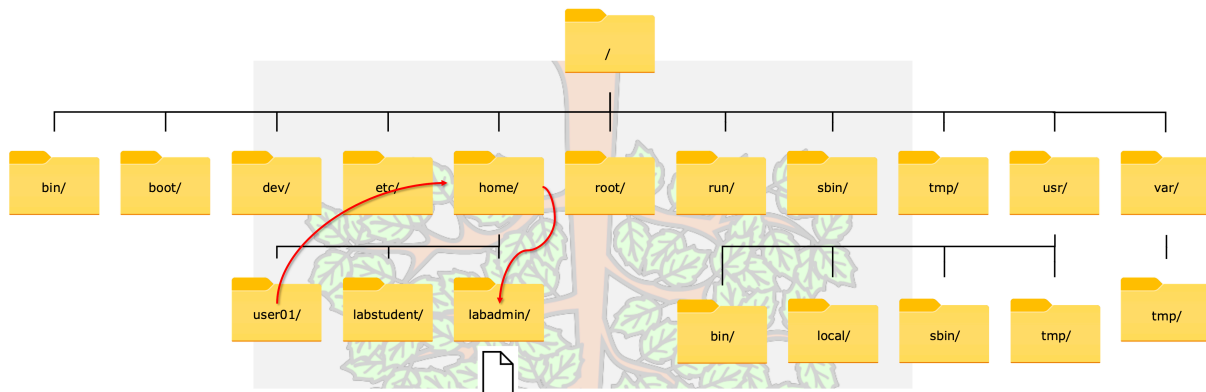 /
bin/
boot/
dev/
etc/
home/
root/
run/
sbin/
tmp/
usr/
var/
user01/
labstudent/
labadmin/
bin/
local/
sbin/
tmp/
tmp/